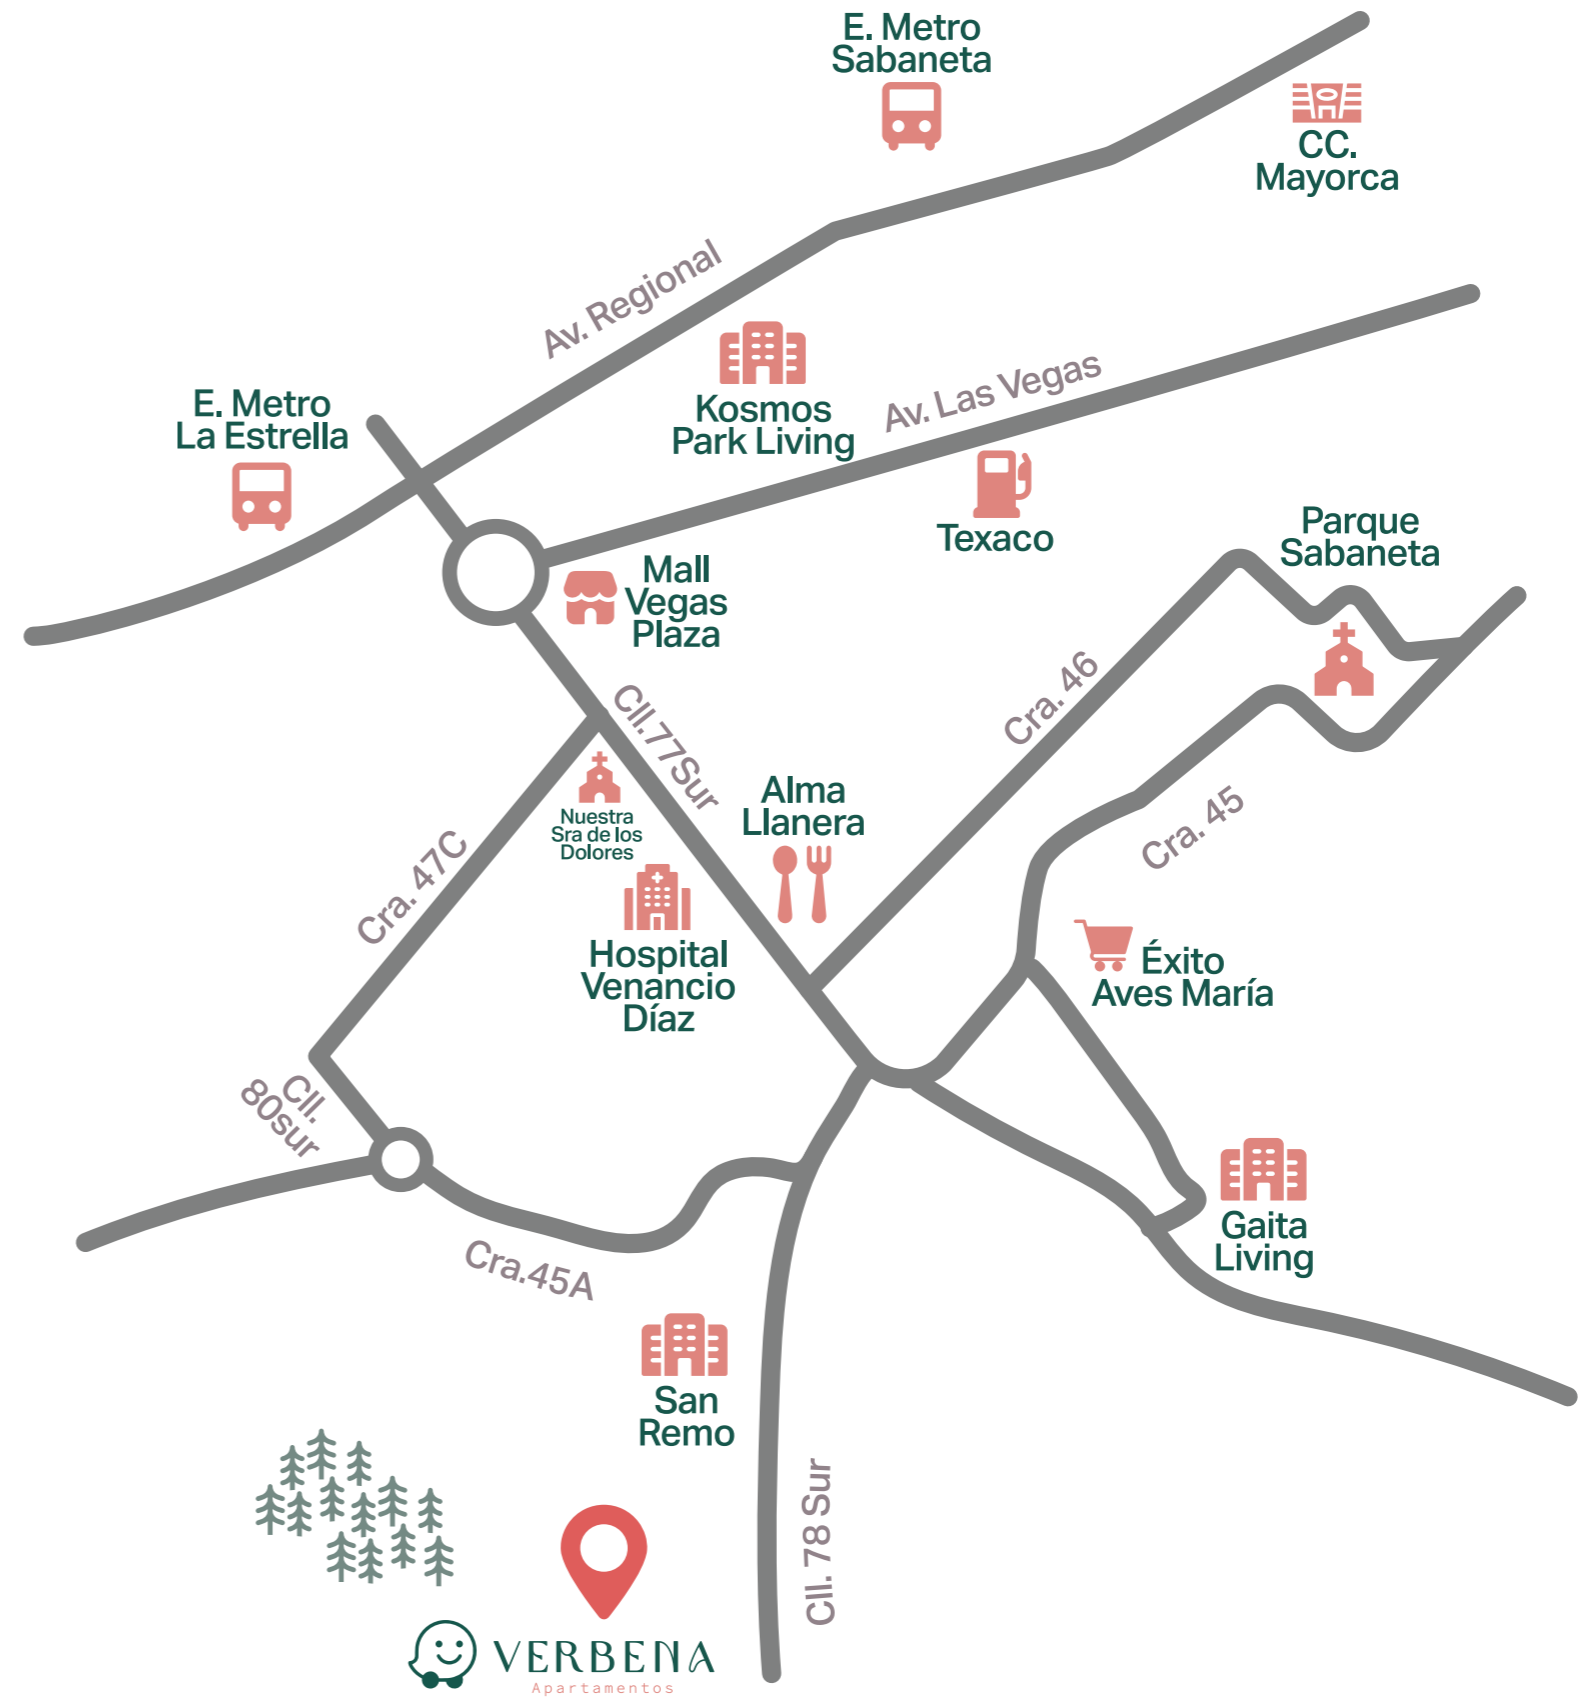 E. Metro
Sabaneta
CC.
Mayorca
Av. Regional
Kosmos
Park Living
Av. Las Vegas
E. Metro
La Estrella
Texaco
Parque
Sabaneta
Mall
Vegas
Plaza
Cll.77Sur
Cra. 46
Nuestra
Sra de los
Dolores
Alma
Llanera
Cra. 45
Cra. 47C
Hospital
Venancio
Díaz
Éxito
Aves María
Cll.
80sur
Gaita
Living
Cra.45A
San
Remo
Cll. 78 Sur
VERBENA
Apartamentos